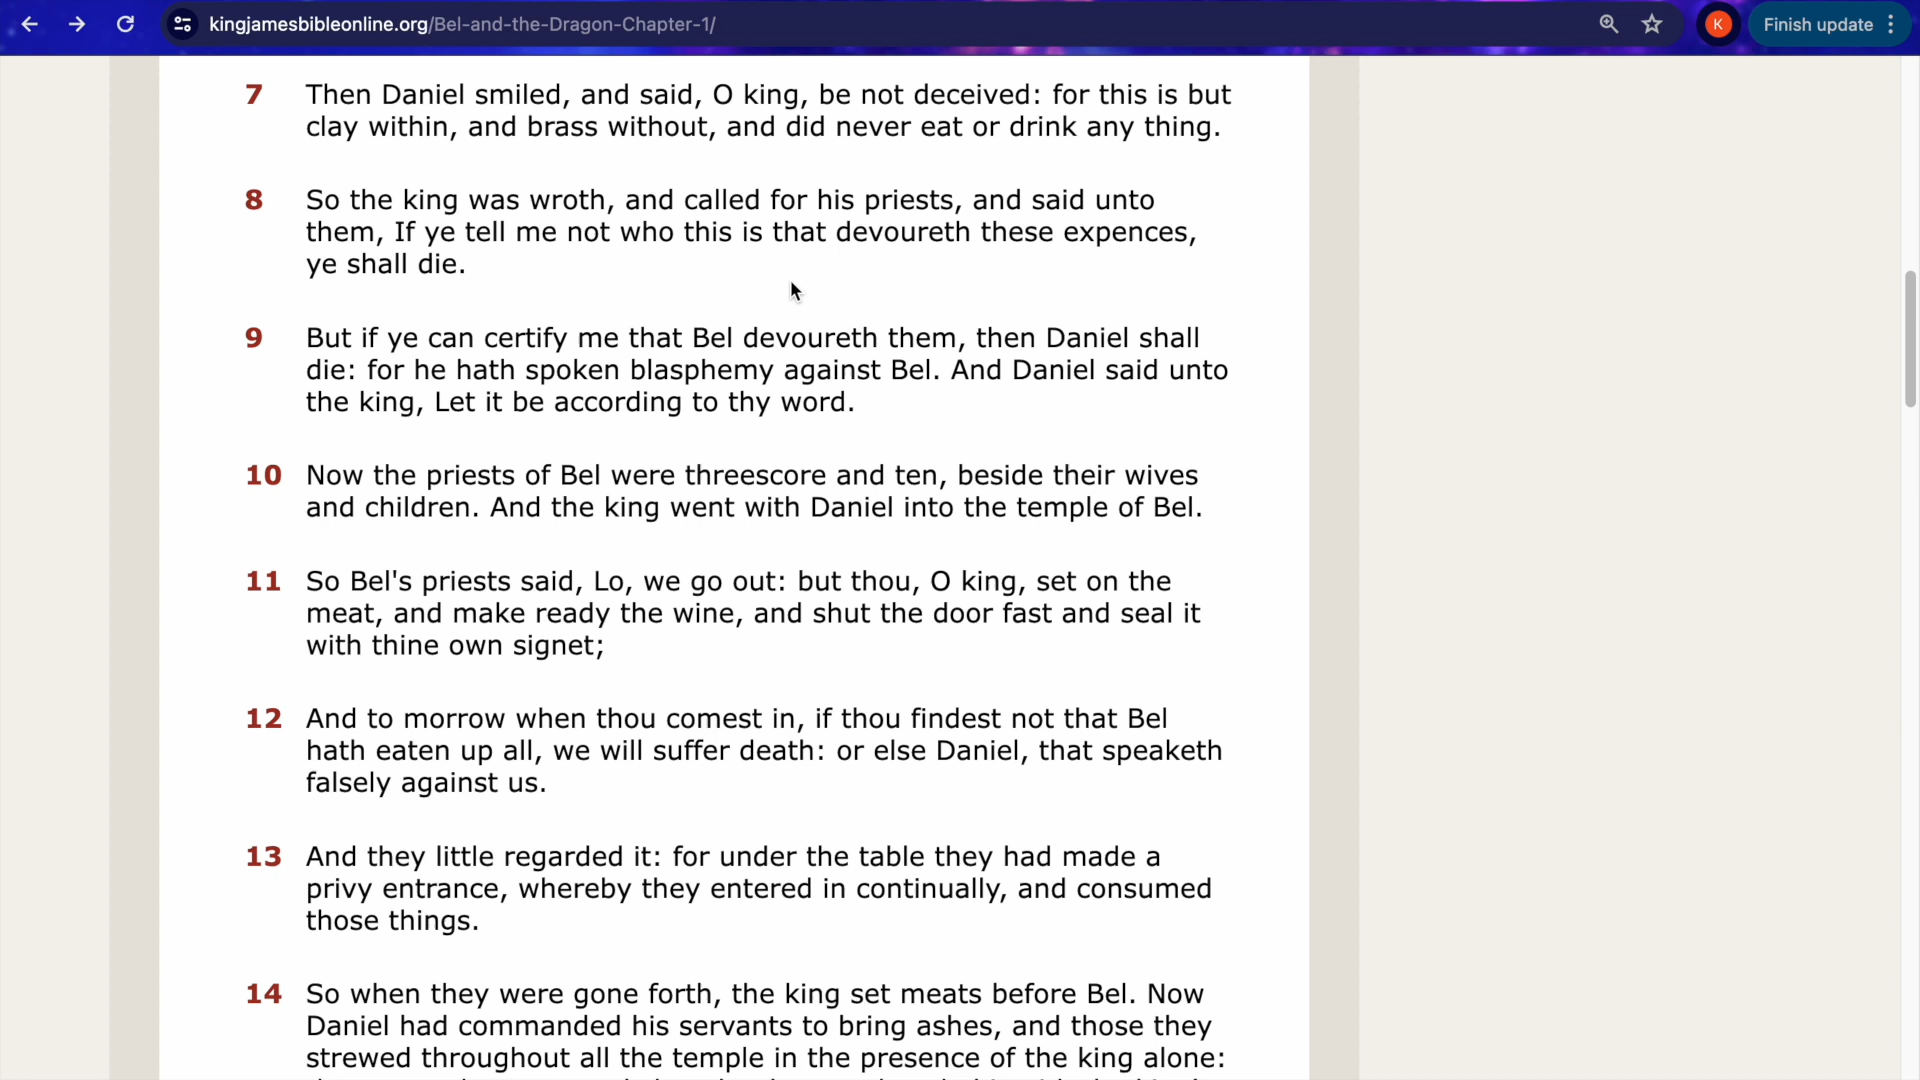 kingjamesbibleonline.org/Bel-and-the-Dragon-Chapter-1/
K
Finish update
7 Then Daniel smiled, and said, O king, be not deceived: for this is but
clay within, and brass without, and did never eat or drink any thing.
8 So the king was wroth, and called for his priests, and said unto
them, If ye tell me not who this is that devoureth these expences,
ye shall die.
9 But if ye can certify me that Bel devoureth them, then Daniel shall
die: for he hath spoken blasphemy against Bel. And Daniel said unto
the king, Let it be according to thy word.
10 Now the priests of Bel were threescore and ten, beside their wives
and children. And the king went with Daniel into the temple of Bel.
11 So Bel's priests said, Lo, we go out: but thou, O king, set on the
meat, and make ready the wine, and shut the door fast and seal it
with thine own signet;
12 And to morrow when thou comest in, if thou findest not that Bel
hath eaten up all, we will suffer death: or else Daniel, that speaketh
falsely against us.
13 And they little regarded it: for under the table they had made a
privy entrance, whereby they entered in continually, and consumed
those things.
14 So when they were gone forth, the king set meats before Bel. Now
Daniel had commanded his servants to bring ashes, and those they
strewed throughout all the temple in the presence of the king alone: